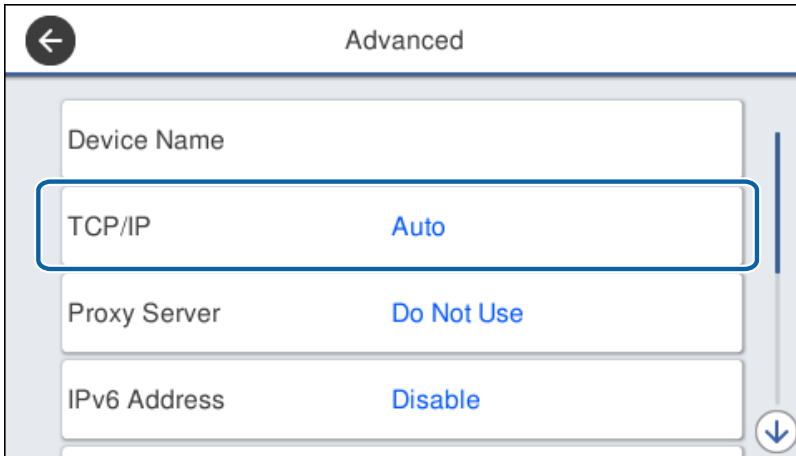 Advanced
Device Name
TCP/IP Auto
Proxy Server Do Not Use
IPv6 Address Disable